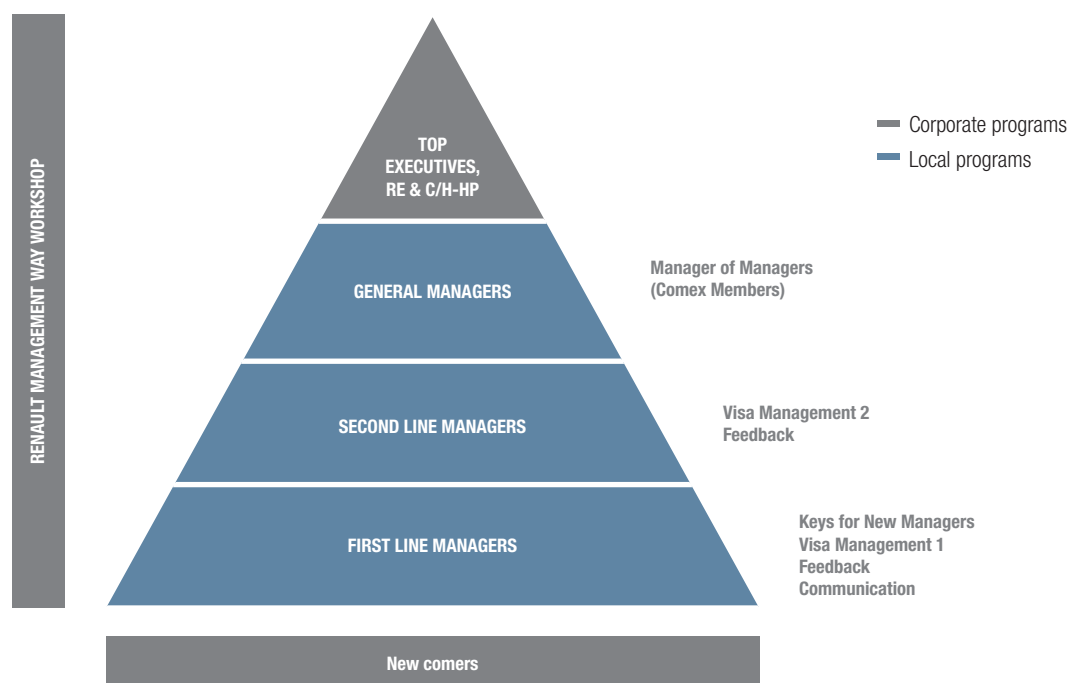 RENAULT MANAGEMENT WAY WORKSHOP
TOP
EXECUTIVES,
RE & C/H-HP
Corporate programs
Local programs
GENERAL MANAGERS
Manager of Managers
(Comex Members)
SECOND LINE MANAGERS
Visa Management 2
Feedback
FIRST LINE MANAGERS
Keys for New Managers
Visa Management 1
Feedback
Communication
New comers